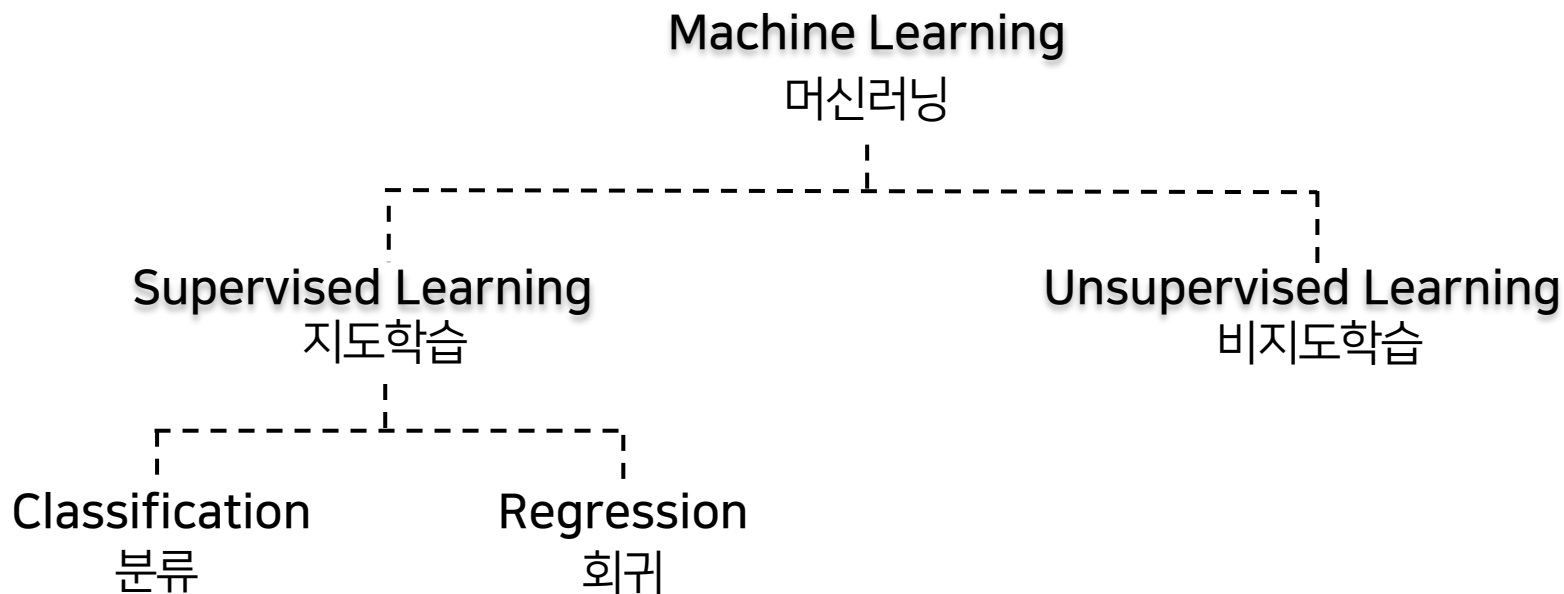 Machine Learning
머신러닝
Supervised Learning
지도학습
Unsupervised Learning
비지도학습
Classification
분류
Regression
회귀